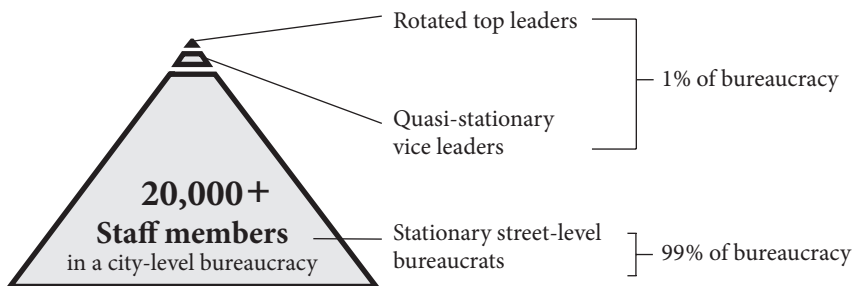 Rotated top leaders
1% of bureaucracy
Quasi-stationary
vice leaders
20,000+
Staff members
in a city-level bureaucracy
Stationary street-level
bureaucrats
99% of bureaucracy